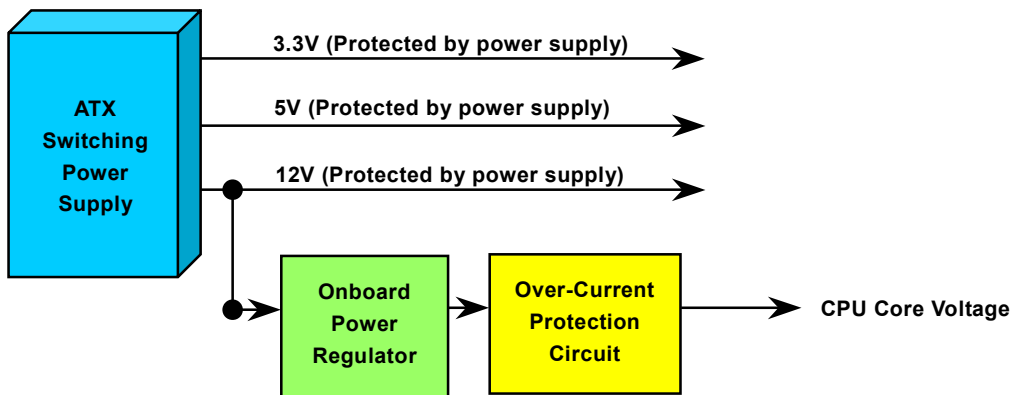 3.3V (Protected by power supply)
ATX
Switching
Power
Supply
5V (Protected by power supply)
12V (Protected by power supply)
Onboard
Power
Regulator
Over-Current
Protection
Circuit
CPU Core Voltage